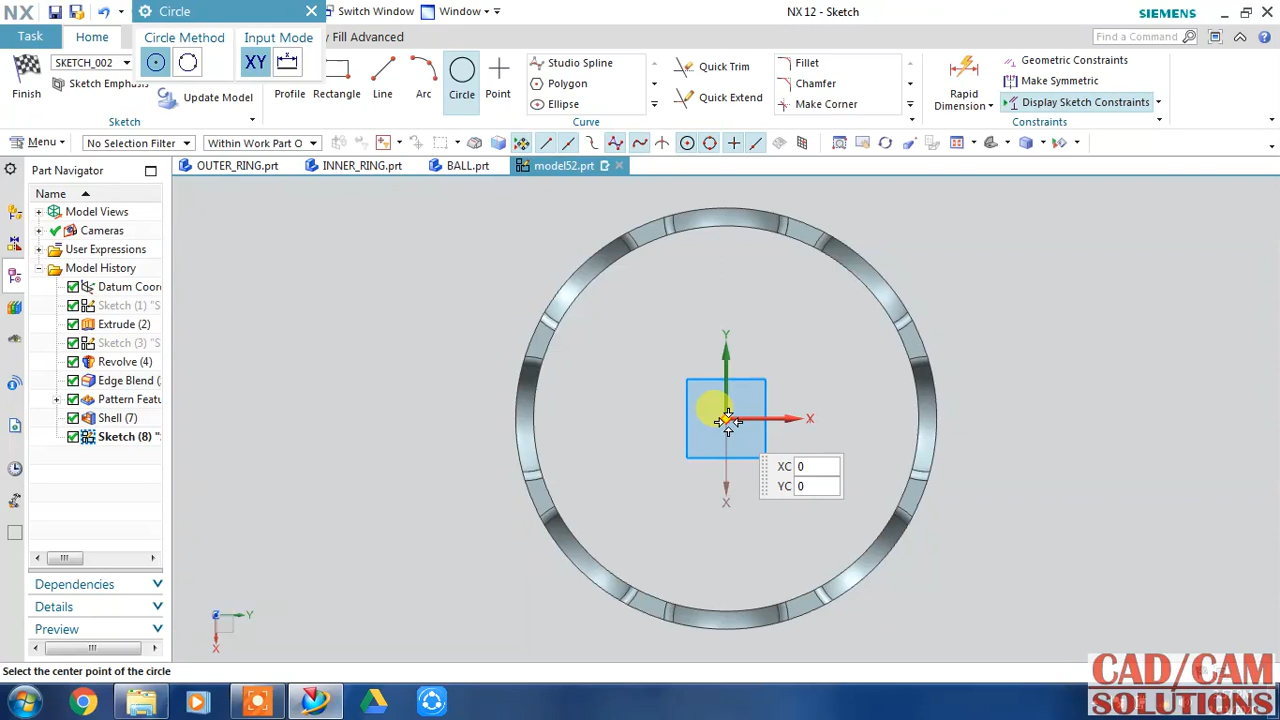 NX
Circle
Switch Window
Window
NX 12 - Sketch
SIEMENS
Task
Home
Circle Method
Input Mode
y Fill Advanced
Find a Command
SKETCH_002
XY
Finish
Sketch Emphasis
Update Model
Sketch
Profile
Rectangle
Line
Arc
Circle
Point
Studio Spline
Polygon
Ellipse
Quick Trim
Quick Extend
Fillet
Chamfer
Make Corner
Curve
Rapid
Dimension
Geometric Constraints
Make Symmetric
Display Sketch Constraints
Constraints
Menu
No Selection Filter
Within Work Part O
Part Navigator
OUTER_RING.prt
INNER_RING.prt
BALL.prt
model52.prt
Name
Model Views
Cameras
User Expressions
Model History
Datum Coor
Sketch (1) "S
Extrude (2)
Sketch (3) "S
Revolve (4)
Edge Blend (
Pattern Featu
Shell (7)
Sketch (8) "
Y
X
X
XC 0
YC 0
Dependencies
Details
Preview
Z
Y
X
Select the center point of the circle
CAD/CAM
SOLUTIONS